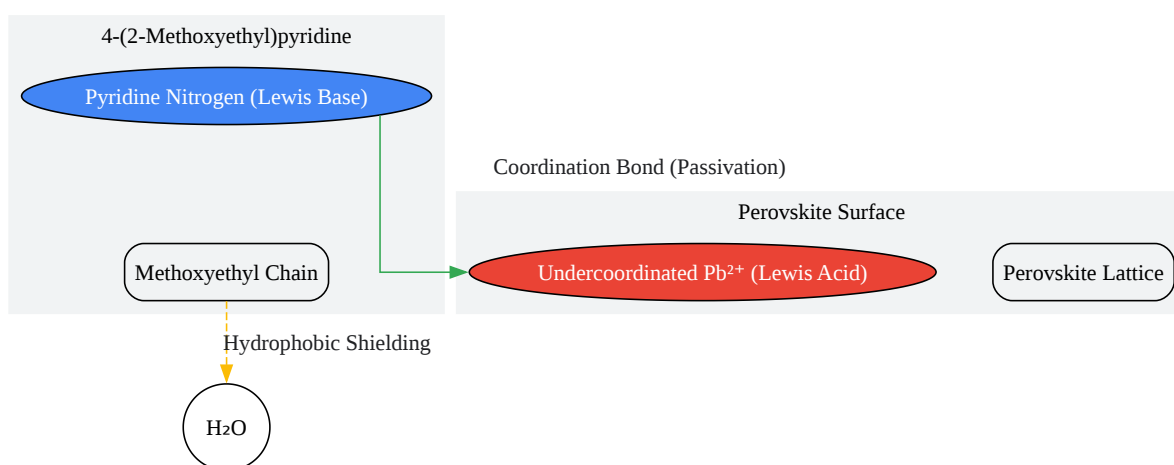 4-(2-Methoxyethyl)pyridine
Pyridine Nitrogen (Lewis Base)
Coordination Bond (Passivation)
Perovskite Surface
Methoxyethyl Chain
Undercoordinated Pb²⁺ (Lewis Acid)
Perovskite Lattice
Hydrophobic Shielding
H₂O